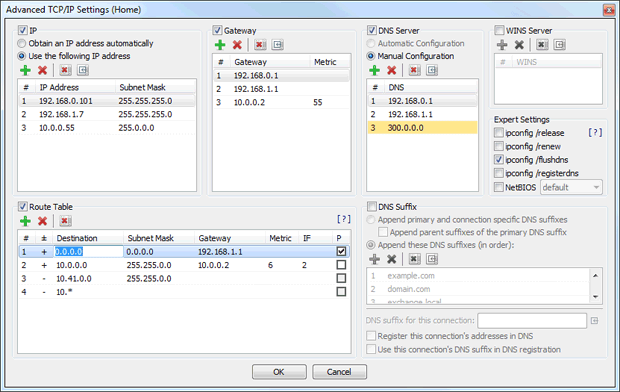 Advanced TCP/IP Settings (Home)
IP
Obtain an IP address automatically
Use the following IP address
# IP Address Subnet Mask
1 192.168.0.101 255.255.255.0
2 192.168.1.7 255.255.255.0
3 10.0.0.55 255.0.0.0
Gateway
# Gateway Metric
1 192.168.0.1
2 192.168.1.1
3 10.0.0.2 55
DNS Server
Automatic Configuration
Manual Configuration
# DNS
1 192.168.0.1
2 192.168.1.1
3 300.0.0.0
WINS Server
# WINS
Expert Settings
ipconfig /release [?]
ipconfig /renew
ipconfig /flushdns
ipconfig /registerdns
NetBIOS default
Route Table
[?]
# ± Destination Subnet Mask Gateway Metric IF P
1 + 0.0.0.0 0.0.0.0 192.168.1.1
2 + 10.0.0.0 255.255.0.0 10.0.0.2 6 2
3 - 10.41.0.0 255.255.0.0
4 - 10.*
DNS Suffix
Append primary and connection specific DNS suffixes
Append parent suffixes of the primary DNS suffix
Append these DNS suffixes (in order):
1 example.com
2 domain.com
3 exchange.local
DNS suffix for this connection:
Register this connection's addresses in DNS
Use this connection's DNS suffix in DNS registration
OK Cancel